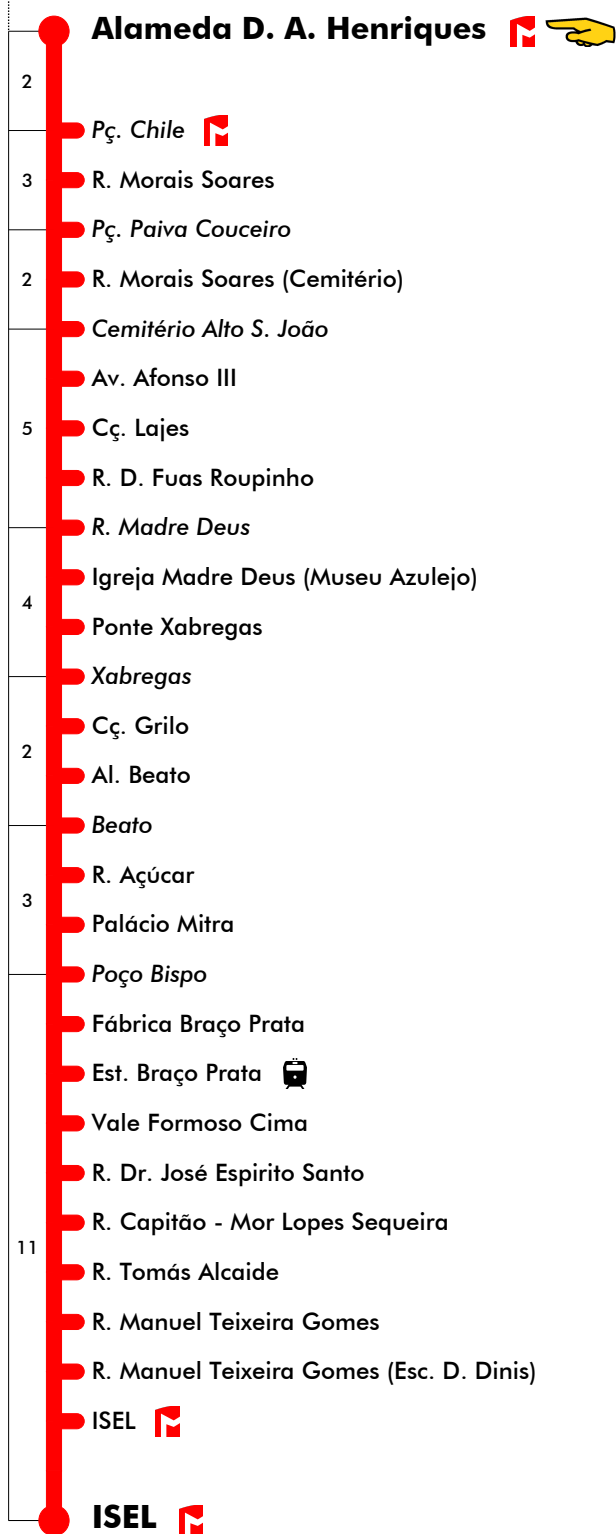 Alameda D. A. Henriques
2
Pç. Chile
3
R. Morais Soares
Pç. Paiva Couceiro
2
R. Morais Soares (Cemitério)
Cemitério Alto S. João
Av. Afonso III
5
Cç. Lajes
R. D. Fuas Roupinho
R. Madre Deus
Igreja Madre Deus (Museu Azulejo)
4
Ponte Xabregas
Xabregas
Cç. Grilo
2
Al. Beato
Beato
R. Açúcar
3
Palácio Mitra
Poço Bispo
Fábrica Braço Prata
Est. Braço Prata
Vale Formoso Cima
R. Dr. José Espirito Santo
R. Capitão - Mor Lopes Sequeira
11
R. Tomás Alcaide
R. Manuel Teixeira Gomes
R. Manuel Teixeira Gomes (Esc. D. Dinis)
ISEL
ISEL